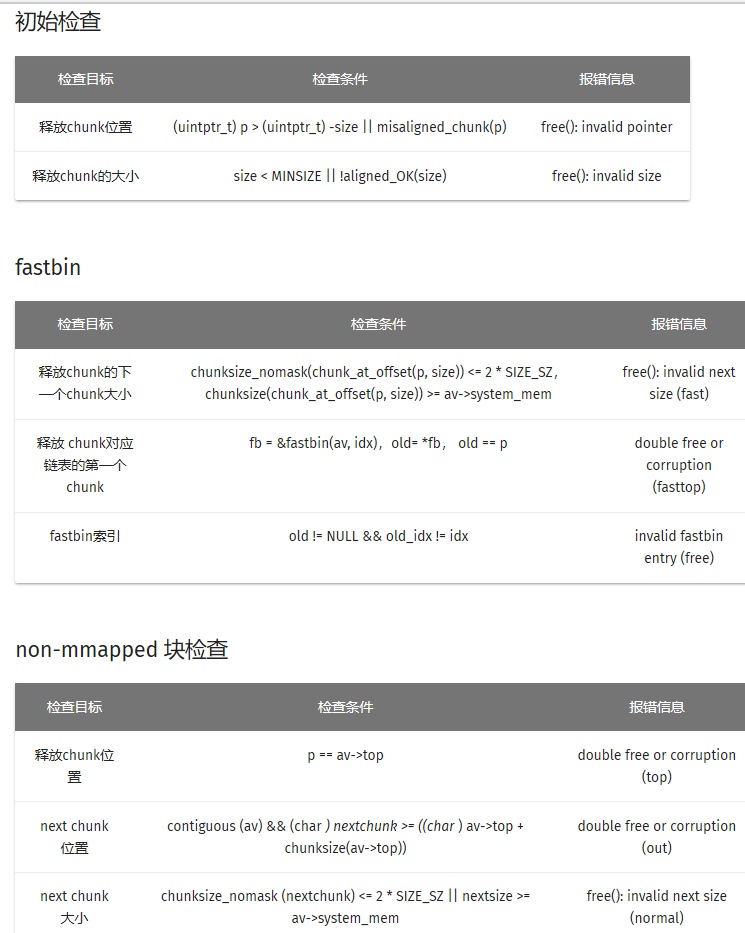 初始检查
检查目标 检查条件 报错信息
释放chunk位置 (uintptr_t) p > (uintptr_t) -size || misaligned_chunk(p) free(): invalid pointer
释放chunk的大小 size < MINSIZE || !aligned_OK(size) free(): invalid size
fastbin
检查目标 检查条件 报错信息
释放chunk的下 chunksize_nomask(chunk_at_offset(p, size)) <= 2 * SIZE_SZ， free(): invalid next
一个chunk大小 chunksize(chunk_at_offset(p, size)) >= av->system_mem size (fast)
释放 chunk对应 fb = &fastbin(av, idx)，old= *fb， old == p double free or
链表的第一个 corruption
chunk (fasttop)
fastbin索引 old != NULL && old_idx != idx invalid fastbin
entry (free)
non-mmapped 块检查
检查目标 检查条件 报错信息
释放chunk位 p == av->top double free or corruption
置 (top)
next chunk contiguous (av) && (char ) nextchunk >= ((char ) av->top + double free or corruption
位置 chunksize(av->top)) (out)
next chunk chunksize_nomask (nextchunk) <= 2 * SIZE_SZ || nextsize >= free(): invalid next size
大小 av->system_mem (normal)